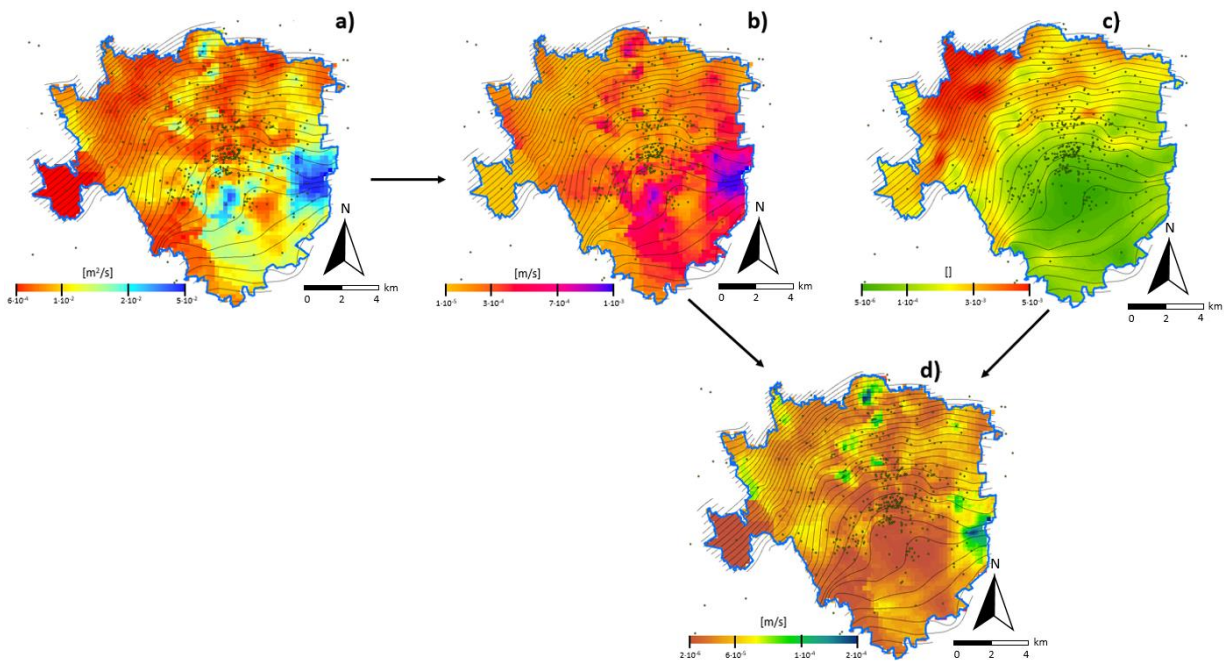 a)
b)
c)
N
[m²/s]
6·10⁻⁴ 1·10⁻² 2·10⁻² 5·10⁻²
0 2 4 km
N
[m/s]
1·10⁻⁵ 3·10⁻⁴ 7·10⁻⁴ 1·10⁻³
0 2 4 km
N
[]
5·10⁻⁶ 1·10⁻⁴ 3·10⁻³ 5·10⁻³
0 2 4 km
d)
N
[m/s]
2·10⁻⁶ 6·10⁻⁵ 1·10⁻⁴ 2·10⁻⁴
0 2 4 km